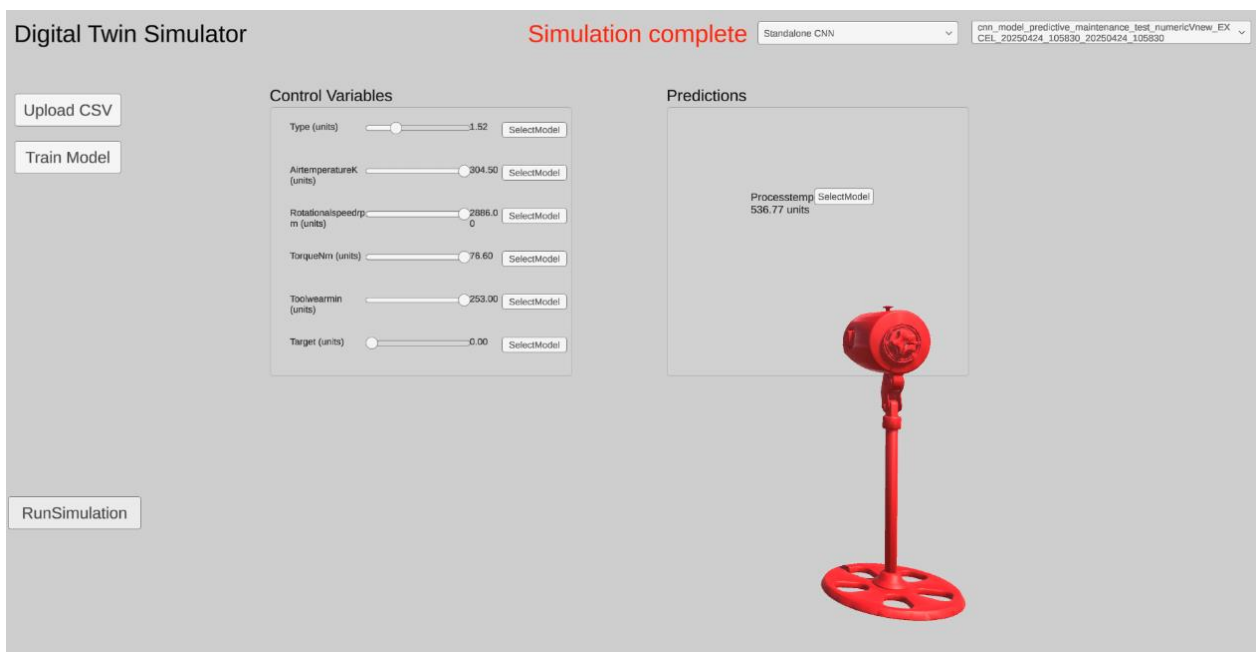 Digital Twin Simulator
Simulation complete
Standalone CNN
cnn_model_predictive_maintenance_test_numericVnew_EX
CEL_20250424_105830_20250424_105830
Upload CSV
Train Model
RunSimulation
Control Variables
Type (units) 1.52 SelectModel
AirtemperatureK 304.50 SelectModel
(units)
Rotationalspeedrp 2886.0 SelectModel
m (units) 0
TorqueNm (units) 76.60 SelectModel
Toolwearmin 253.00 SelectModel
(units)
Target (units) 0.00 SelectModel
Predictions
Processtemp SelectModel
536.77 units